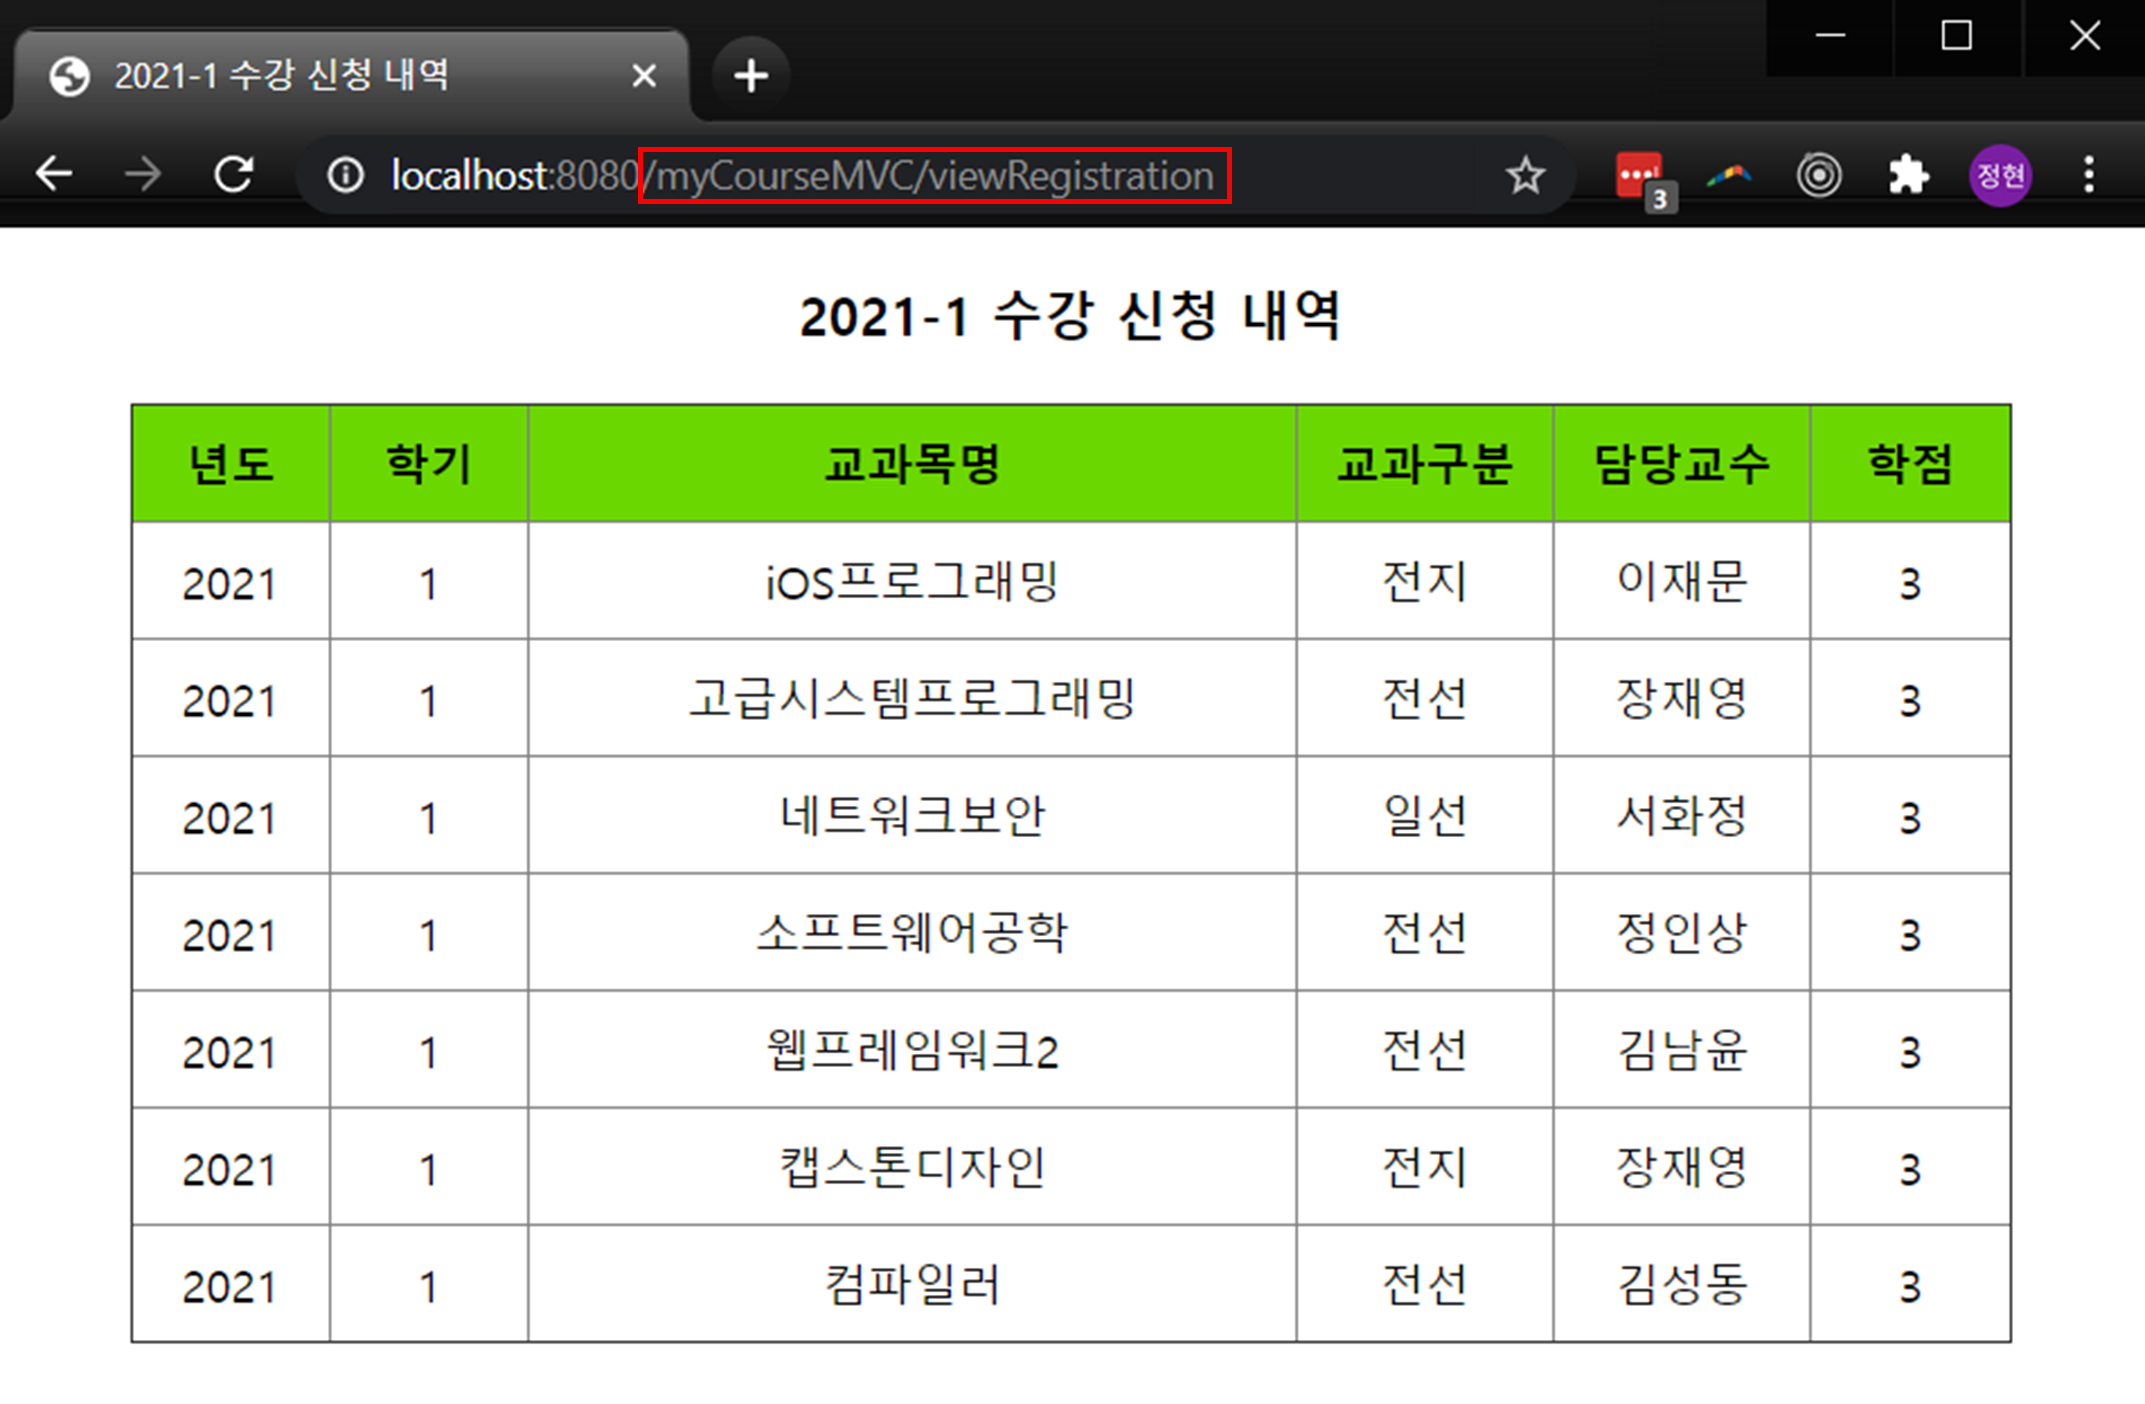 2021-1 수강 신청 내역
localhost:8080/myCourseMVC/viewRegistration
3
정현
2021-1 수강 신청 내역
년도 학기 교과목명 교과구분 담당교수 학점
2021 1 iOS프로그래밍 전지 이재문 3
2021 1 고급시스템프로그래밍 전선 장재영 3
2021 1 네트워크보안 일선 서화정 3
2021 1 소프트웨어공학 전선 정인상 3
2021 1 웹프레임워크2 전선 김남윤 3
2021 1 캡스톤디자인 전지 장재영 3
2021 1 컴파일러 전선 김성동 3